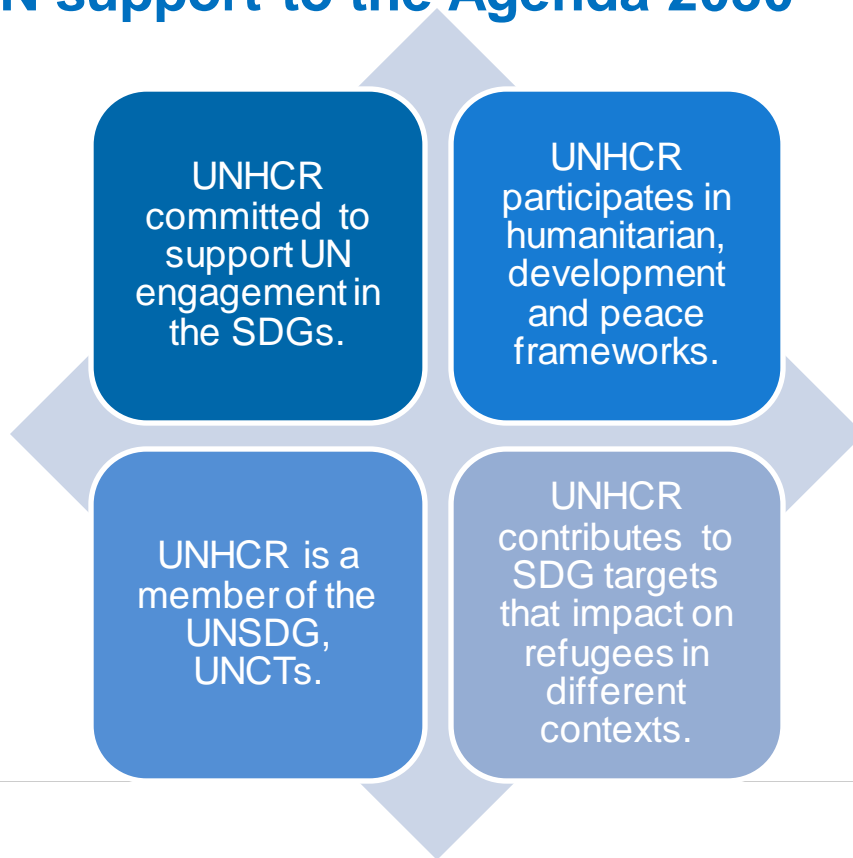 N support to the Agenda 2030
UNHCR
committed to
support UN
engagement in
the SDGs.
UNHCR
participates in
humanitarian,
development
and peace
frameworks.
UNHCR is a
member of the
UNSDG,
UNCTs.
UNHCR
contributes to
SDG targets
that impact on
refugees in
different
contexts.